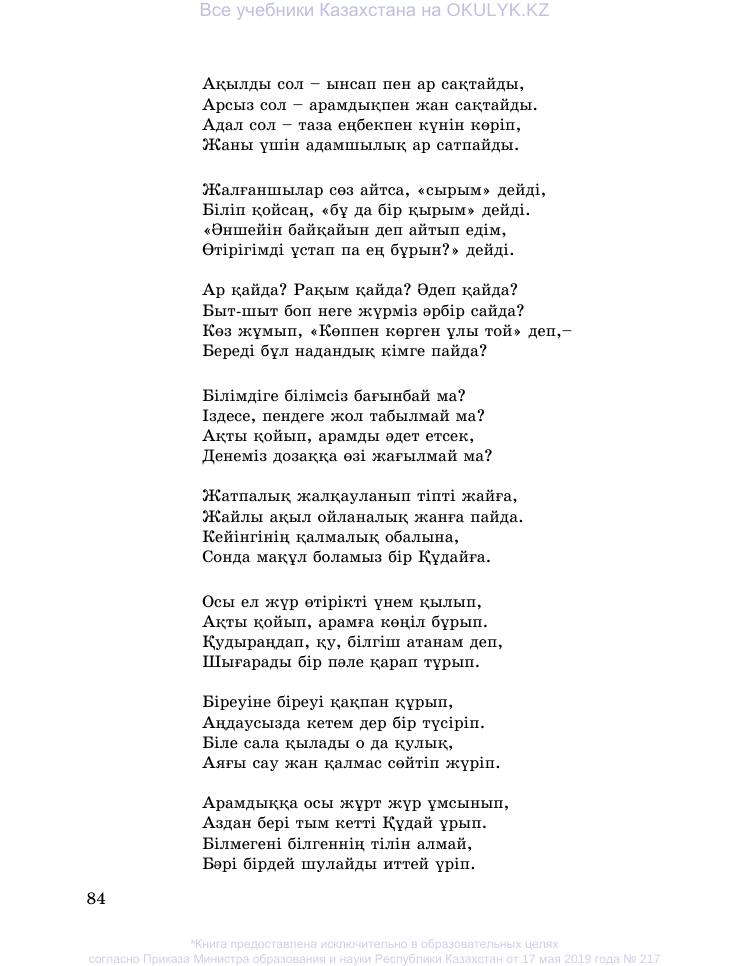 Все учебники Казахстана на OKULYK.KZ
Ақылды сол – ынсап пен ар сақтайды,
Арсыз сол – арамдықпен жан сақтайды.
Адал сол – таза еңбекпен күнін көріп,
Жаны үшін адамшылық ар сатпайды.
Жалғаншылар сөз айтса, «сырым» дейді,
Біліп қойсаң, «бұ да бір қырым» дейді.
«Әншейін байқайын деп айтып едім,
Өтірігімді ұстап па ең бұрын?» дейді.
Ар қайда? Рақым қайда? Әдеп қайда?
Быт-шыт боп неге жүрміз әрбір сайда?
Көз жұмып, «Көппен көрген ұлы той» деп,–
Береді бұл надандық кімге пайда?
Білімдіге білімсіз бағынбай ма?
Іздесе, пендеге жол табылмай ма?
Ақты қойып, арамды әдет етсек,
Денеміз дозаққа өзі жағылмай ма?
Жатпалық жалқауланып тіпті жайға,
Жайлы ақыл ойланалық жанға пайда.
Кейінгінің қалмалық обалына,
Сонда мақұл боламыз бір Құдайға.
Осы ел жүр өтірікті үнем қылып,
Ақты қойып, арамға көңіл бұрып.
Құдыраңдап, қу, білгіш атанам деп,
Шығарады бір пәле қарап тұрып.
Біреуіне біреуі қақпан құрып,
Аңдаусызда кетем дер бір түсіріп.
Біле сала қылады о да қулық,
Аяғы сау жан қалмас сөйтіп жүріп.
Арамдыққа осы жұрт жүр ұмсынып,
Аздан бері тым кетті Құдай ұрып.
Білмегені білгеннің тілін алмай,
Бәрі бірдей шулайды иттей үріп.
84
*Книга предоставлена исключительно в образовательных целях
согласно Приказа Министра образования и науки Республики Казахстан от 17 мая 2019 года № 217